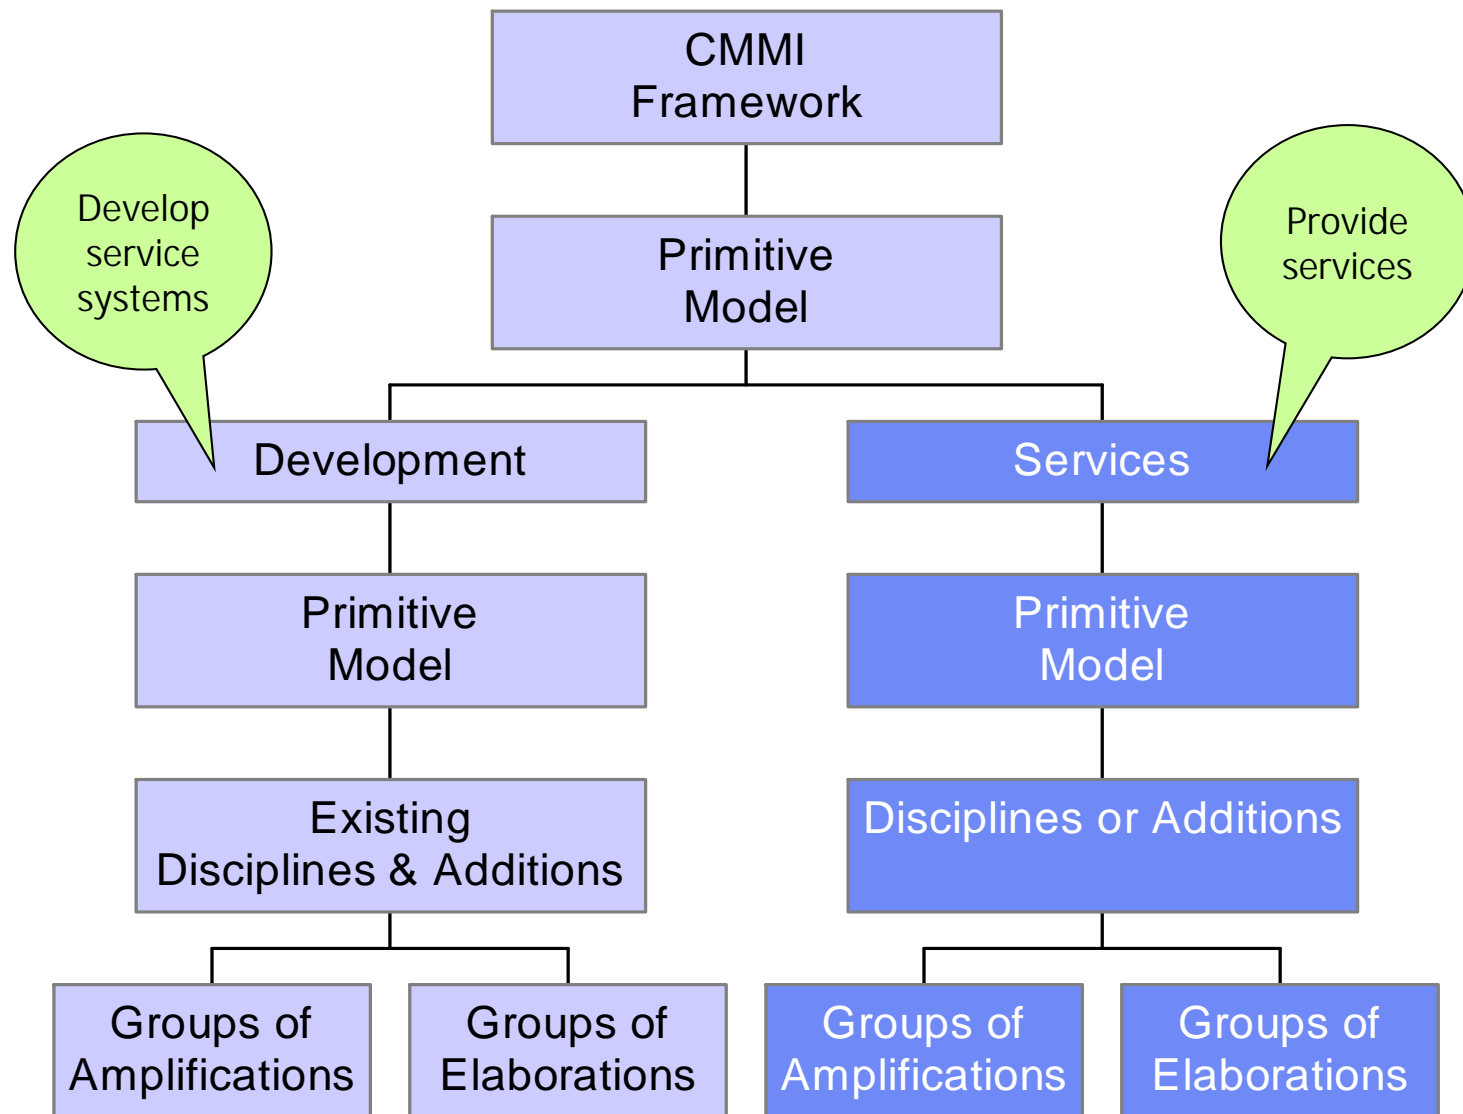 CMMI
Framework
Develop
service
systems
Provide
services
Primitive
Model
Development
Services
Primitive
Model
Primitive
Model
Existing
Disciplines & Additions
Disciplines or Additions
Groups of
Amplifications
Groups of
Elaborations
Groups of
Amplifications
Groups of
Elaborations